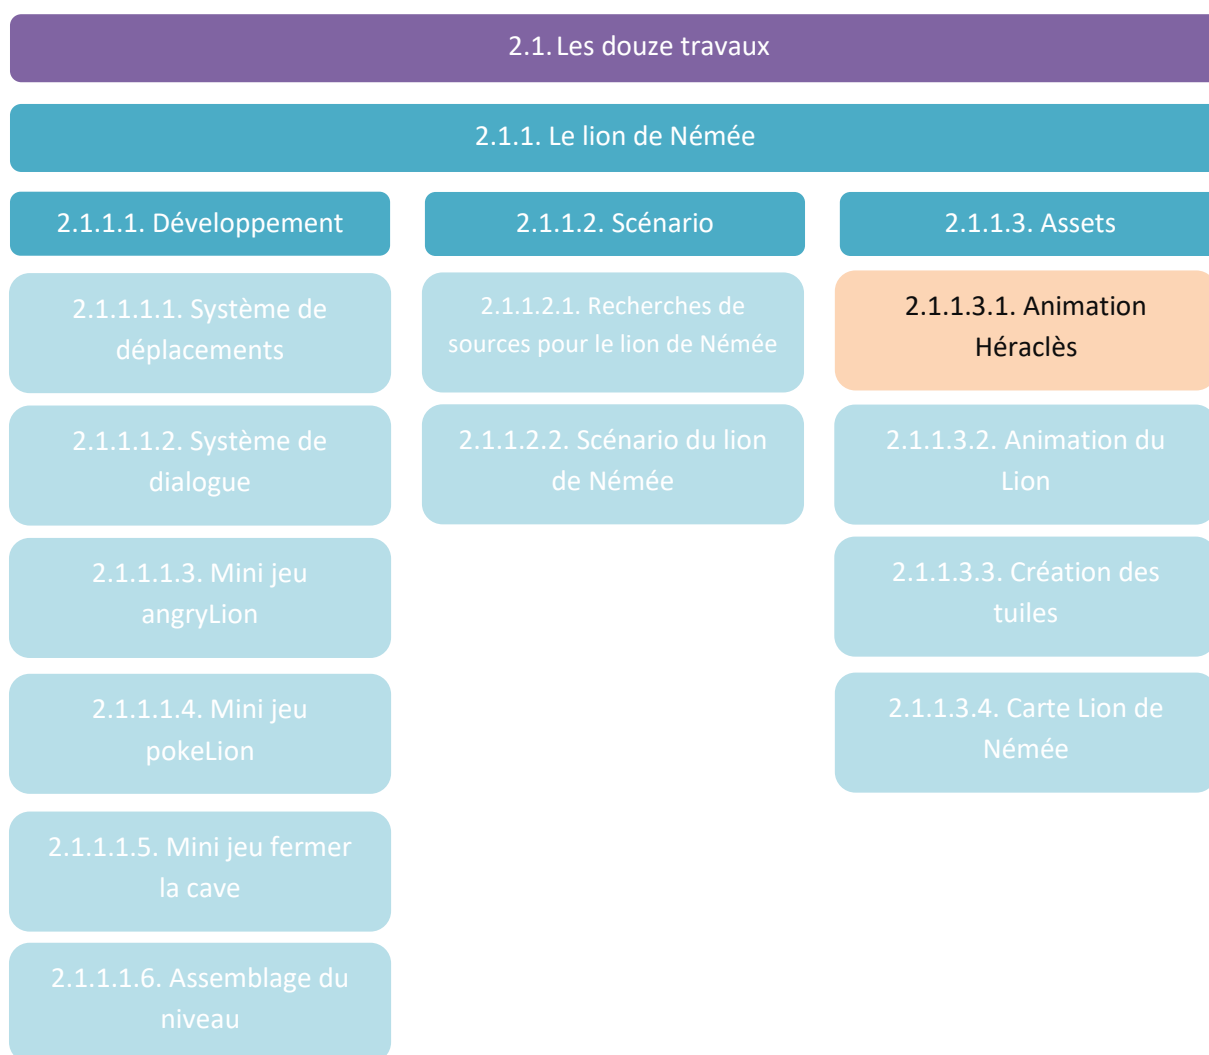 2.1. Les douze travaux
2.1.1. Le lion de Némée
2.1.1.1. Développement
2.1.1.1.1. Système de
déplacements
2.1.1.1.2. Système de
dialogue
2.1.1.1.3. Mini jeu
angryLion
2.1.1.1.4. Mini jeu
pokeLion
2.1.1.1.5. Mini jeu fermer
la cave
2.1.1.1.6. Assemblage du
niveau
2.1.1.2. Scénario
2.1.1.2.1. Recherches de
sources pour le lion de Némée
2.1.1.2.2. Scénario du lion
de Némée
2.1.1.3. Assets
2.1.1.3.1. Animation
Héraclès
2.1.1.3.2. Animation du
Lion
2.1.1.3.3. Création des
tuiles
2.1.1.3.4. Carte Lion de
Némée